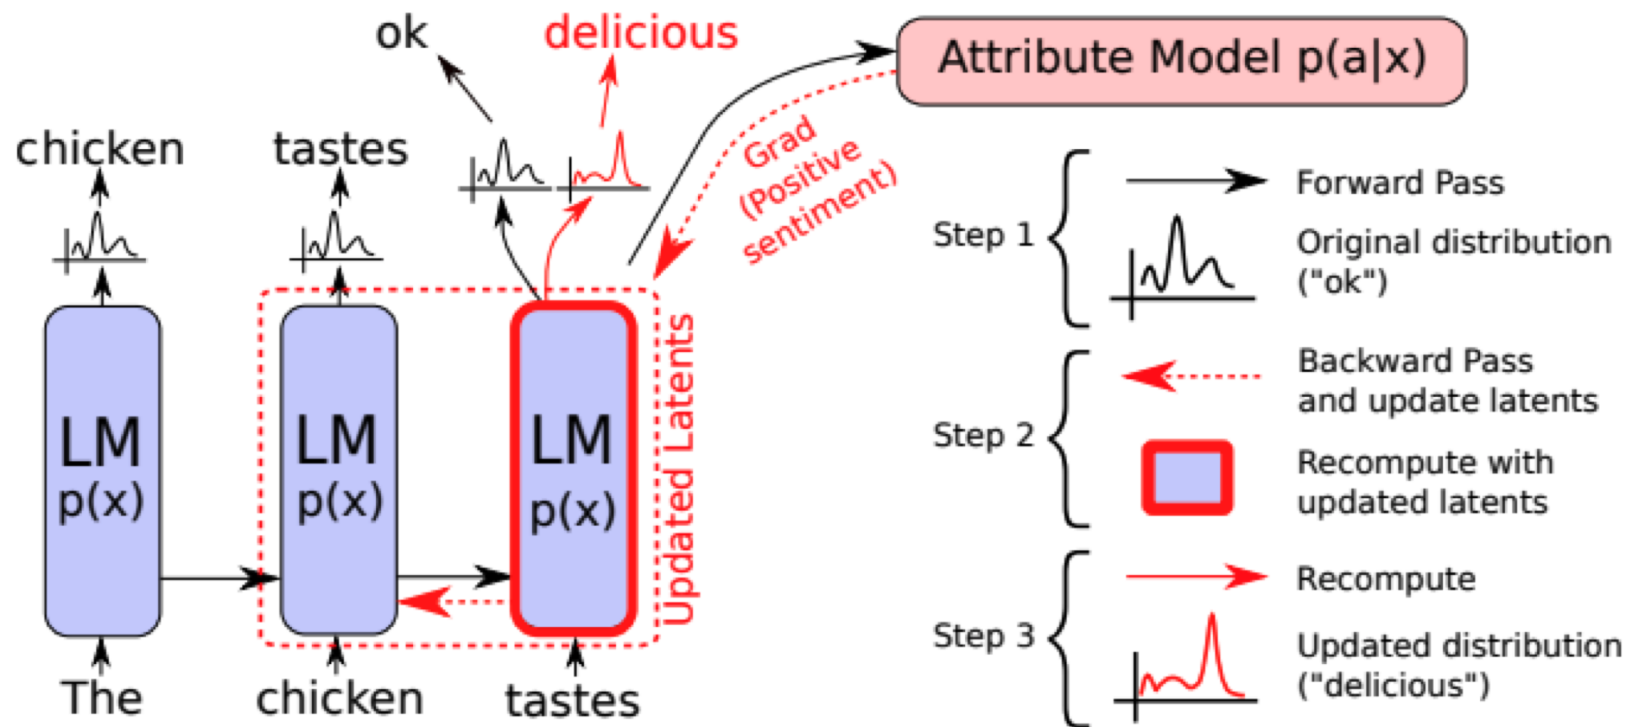 ok
delicious
Attribute Model p(a|x)
chicken
tastes
Grad
(Positive
sentiment)
LM
p(x)
LM
p(x)
LM
p(x)
Updated Latents
The
chicken
tastes
Step 1
Forward Pass
Original distribution
("ok")
Step 2
Backward Pass
and update latents
Recompute with
updated latents
Step 3
Recompute
Updated distribution
("delicious")